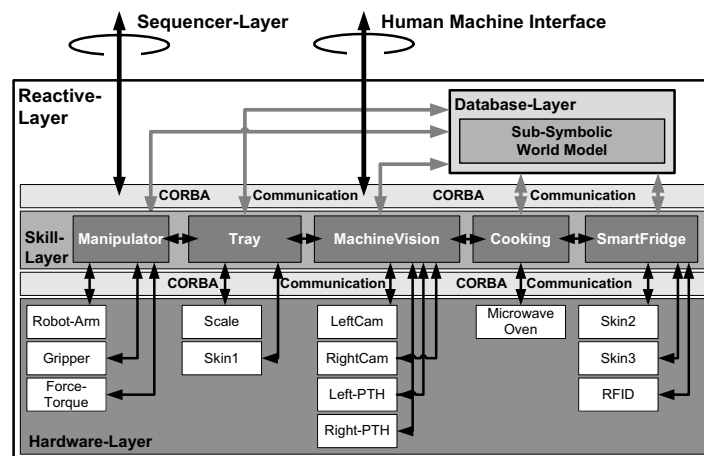 Sequencer-Layer
Human Machine Interface
Reactive-
Layer
Database-Layer
Sub-Symbolic
World Model
CORBA Communication CORBA Communication
Skill-
Layer
Manipulator Tray MachineVision Cooking SmartFridge
CORBA Communication CORBA Communication
Robot-Arm
Gripper
Force-
Torque
Scale
Skin1
LeftCam
RightCam
Left-PTH
Right-PTH
Microwave
Oven
Skin2
Skin3
RFID
Hardware-Layer